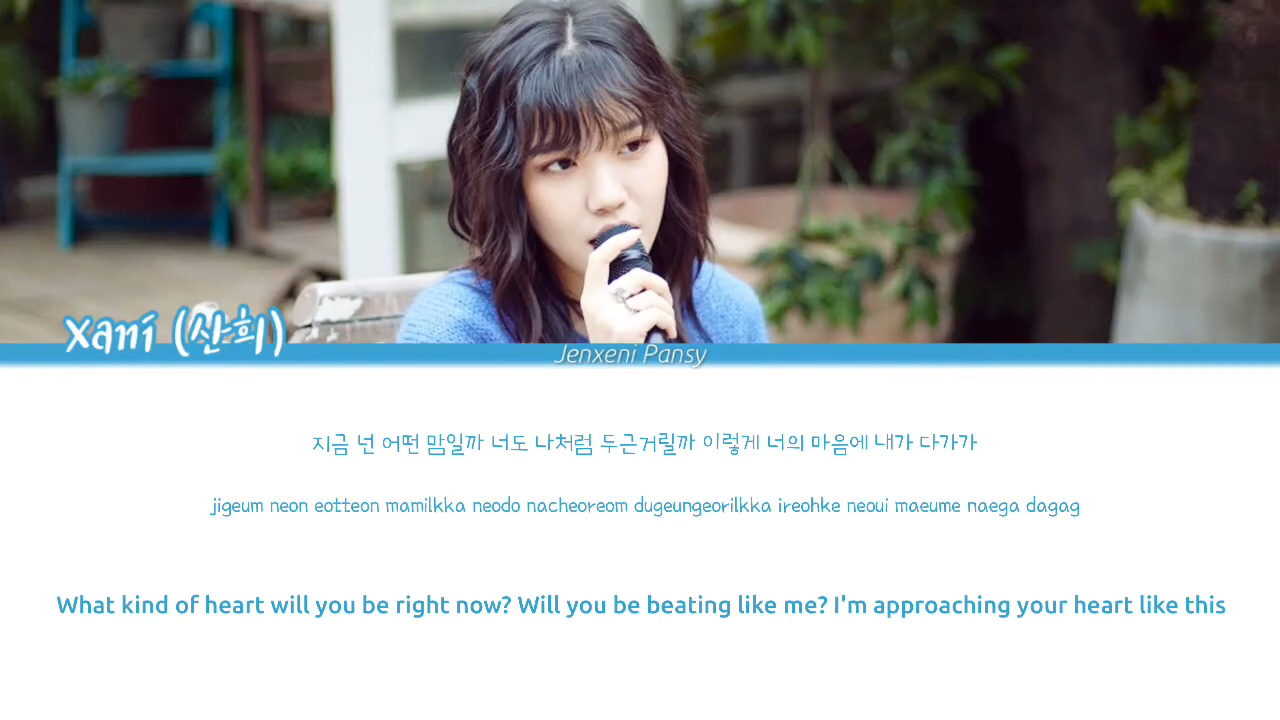 Xaní (산희)
Jenxeni Pansy
지금 넌 어떤 맘일까 너도 나처럼 두근거릴까 이렇게 너의 마음에 내가 다가가
jigeum neon eotteon mamilkka neodo nacheoreom dugeungeorilkka ireohke neoui maeume naega dagag
What kind of heart will you be right now? Will you be beating like me? I'm approaching your heart like this